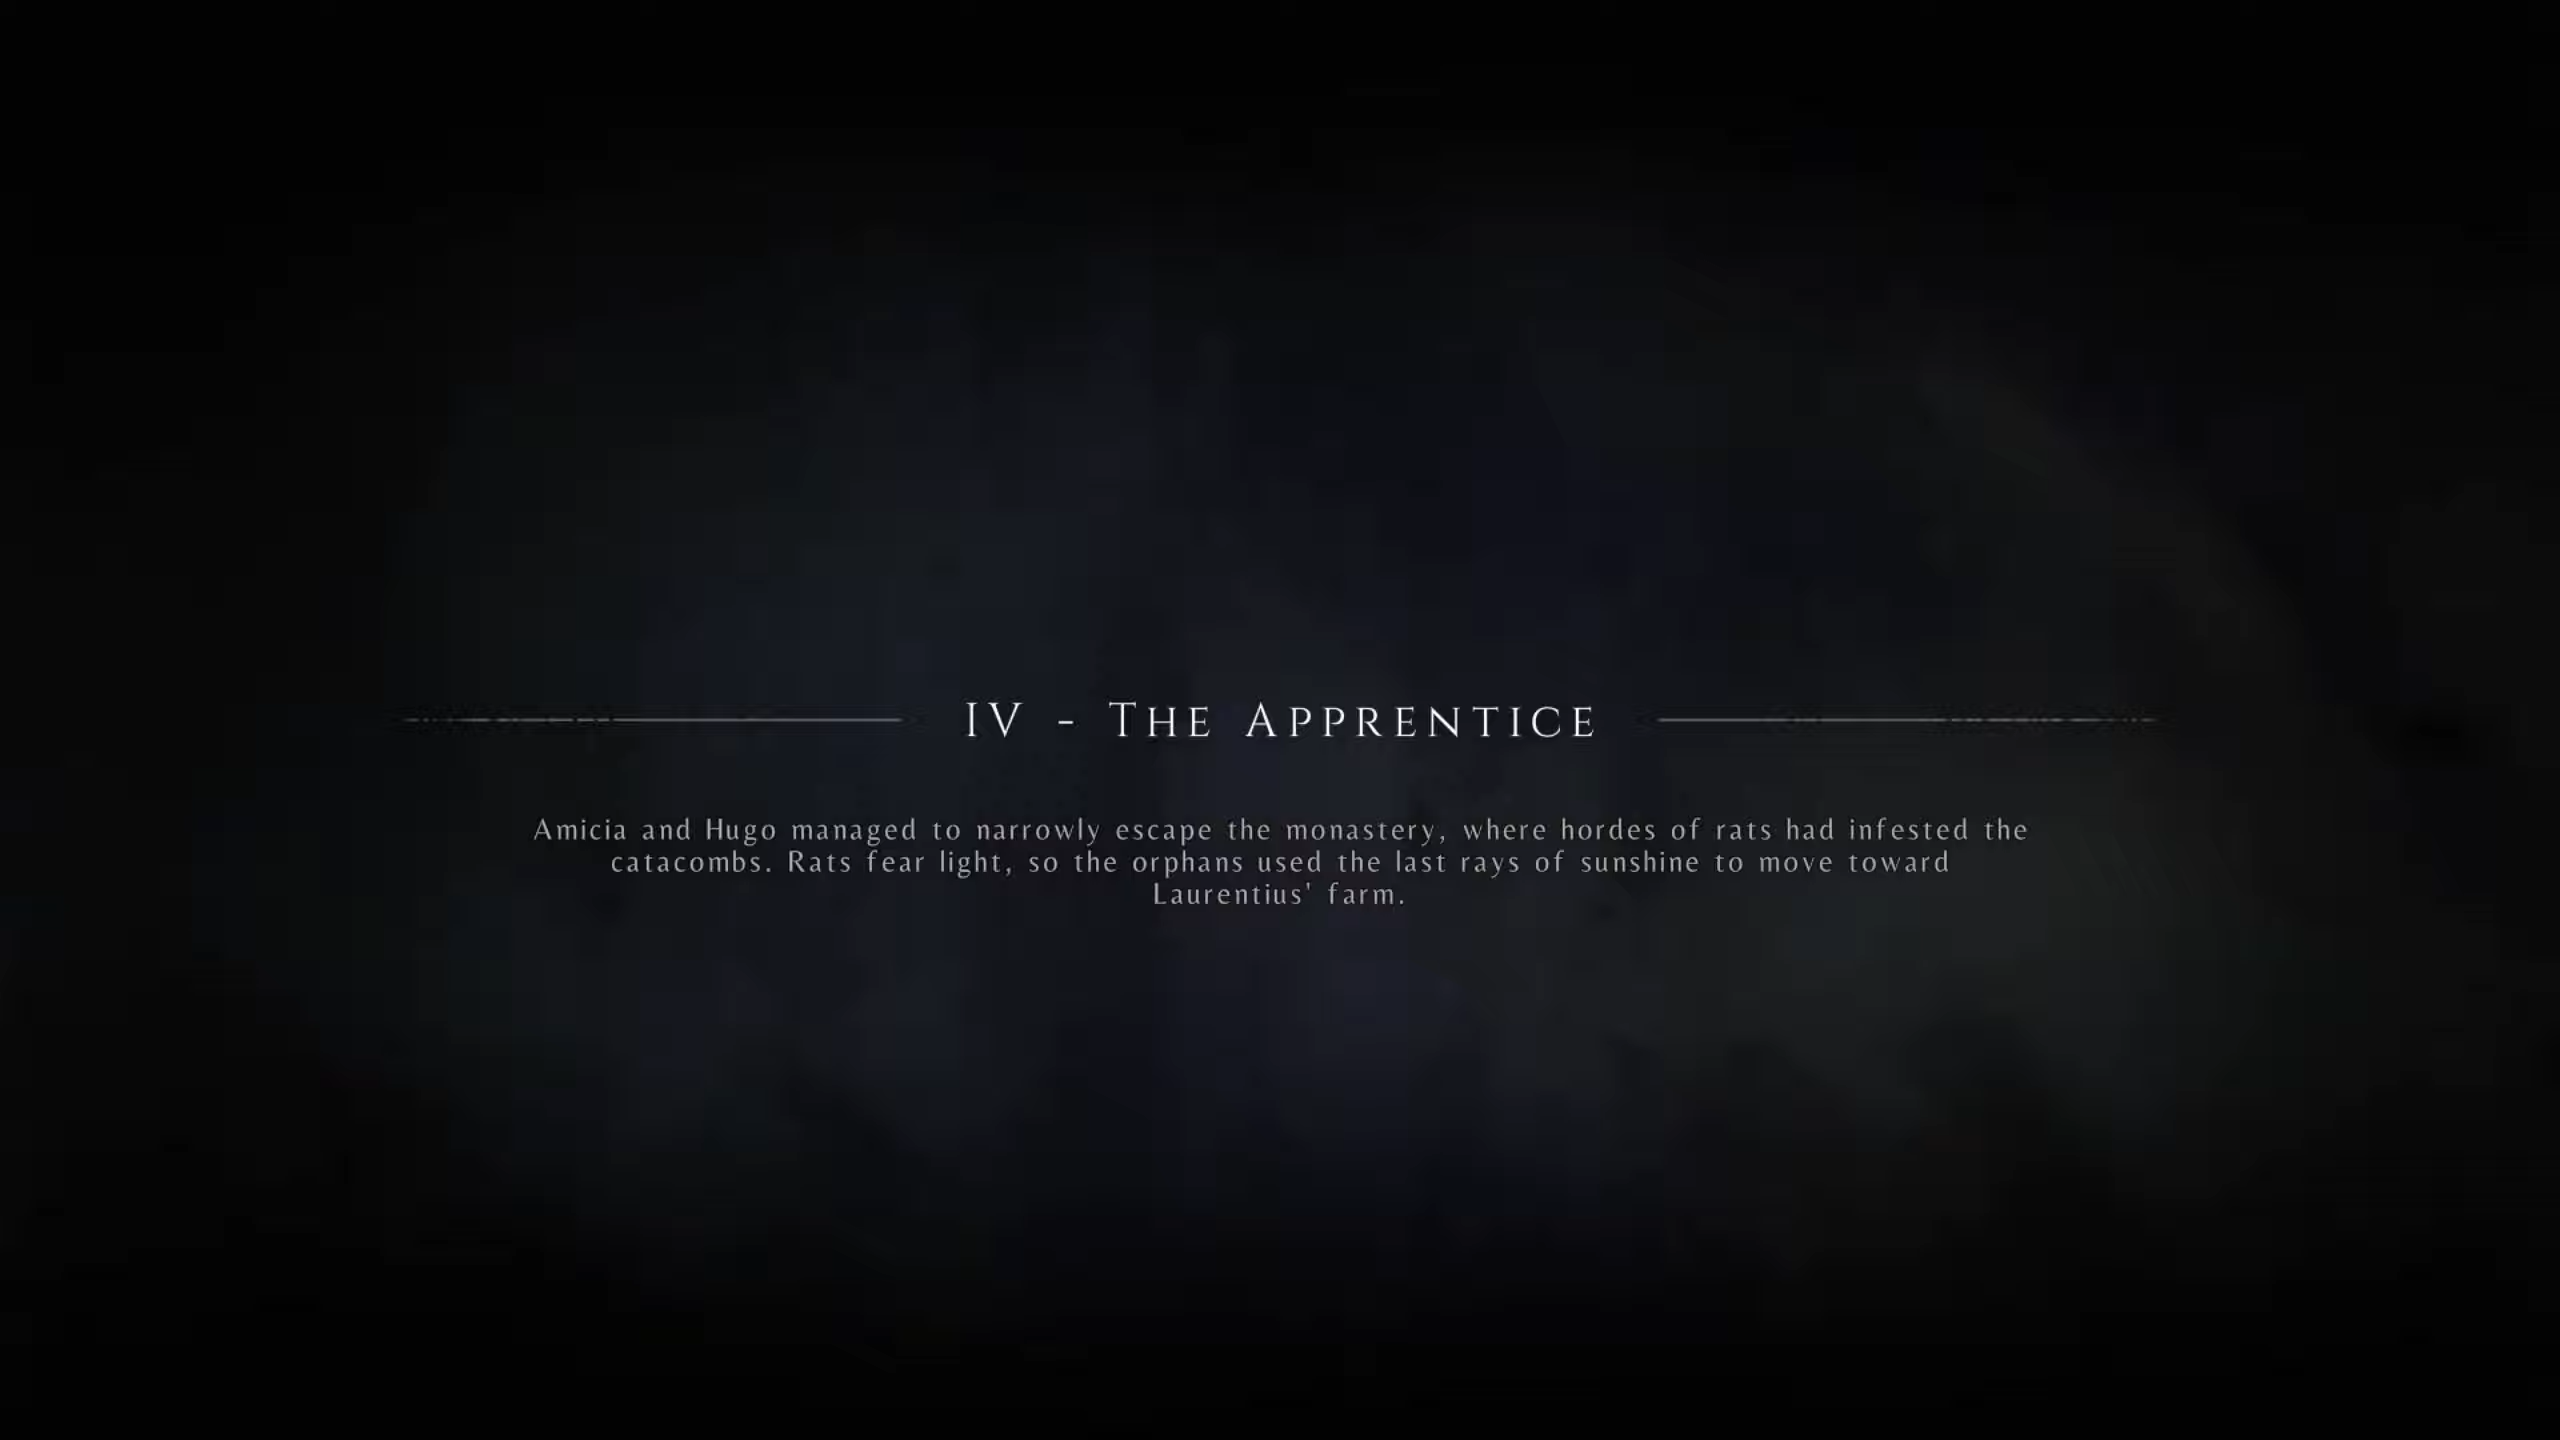 IV - The Apprentice
Amicia and Hugo managed to narrowly escape the monastery, where hordes of rats had infested the
catacombs. Rats fear light, so the orphans used the last rays of sunshine to move toward
Laurentius' farm.